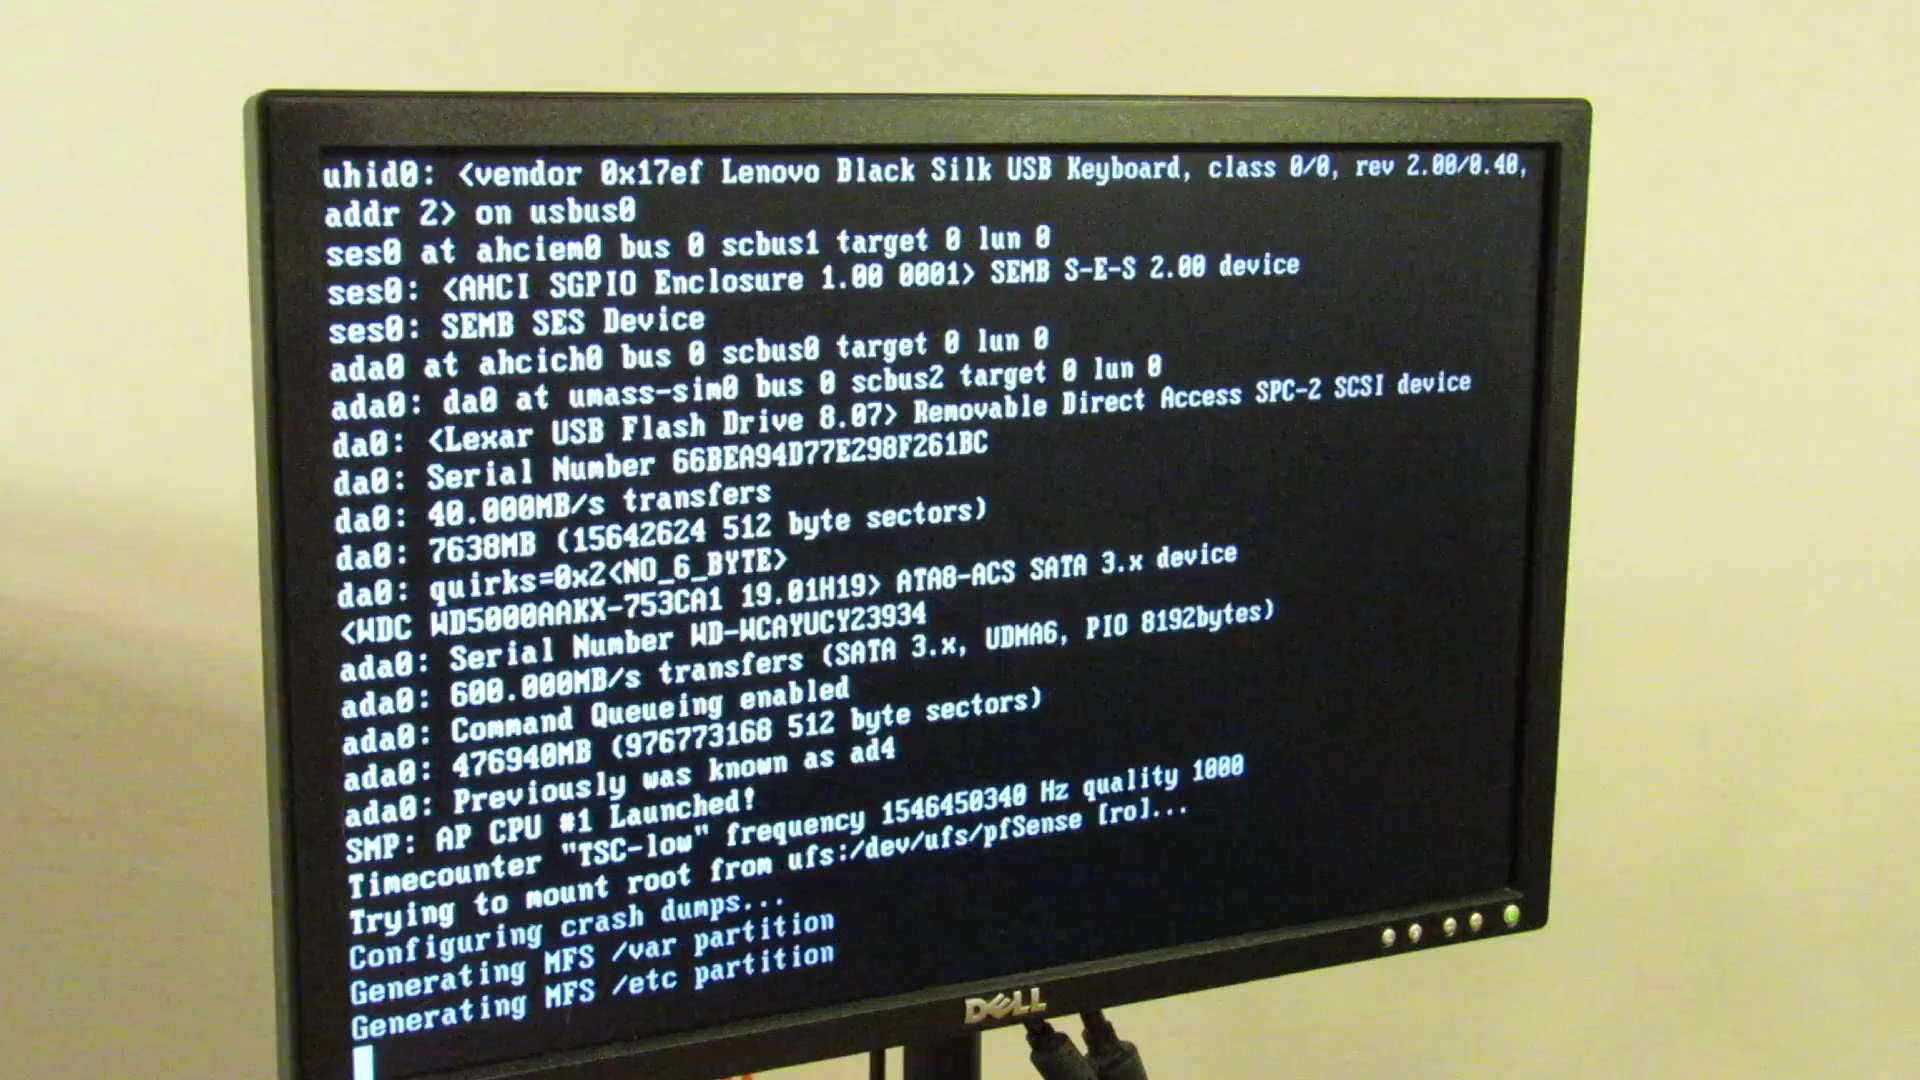 uhid0: <vendor 0x17ef Lenovo Black Silk USB Keyboard, class 0/0, rev 2.00/0.40,
addr 2> on usbus0
ses0 at ahciem0 bus 0 scbus1 target 0 lun 0
ses0: <AHCI SGPIO Enclosure 1.00 0001> SEMB S-E-S 2.00 device
ses0: SEMB SES Device
ada0 at ahcich0 bus 0 scbus0 target 0 lun 0
ada0: da0 at umass-sim0 bus 0 scbus2 target 0 lun 0
da0: <Lexar USB Flash Drive 8.07> Removable Direct Access SPC-2 SCSI device
da0: Serial Number 66BEA94D77E298F261BC
da0: 40.000MB/s transfers
da0: 7638MB (15642624 512 byte sectors)
da0: quirks=0x2<NO_6_BYTE>
<WDC WD5000AAKX-753CA1 19.01H19> ATA8-ACS SATA 3.x device
ada0: Serial Number WD-WCAYUCY23934
ada0: 600.000MB/s transfers (SATA 3.x, UDMA6, PIO 8192bytes)
ada0: Command Queueing enabled
ada0: 476940MB (976773168 512 byte sectors)
ada0: Previously was known as ad4
SMP: AP CPU #1 Launched!
Timecounter "TSC-low" frequency 1546450340 Hz quality 1000
Trying to mount root from ufs:/dev/ufs/pfSense [ro]...
Configuring crash dumps...
Generating MFS /var partition
Generating MFS /etc partition
DELL